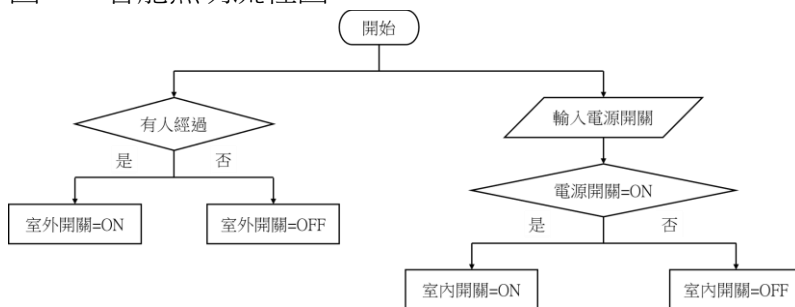 開始
有人經過
輸入電源開關
是
否
電源開關=ON
室外開關=ON
室外開關=OFF
是
否
室內開關=ON
室內開關=OFF